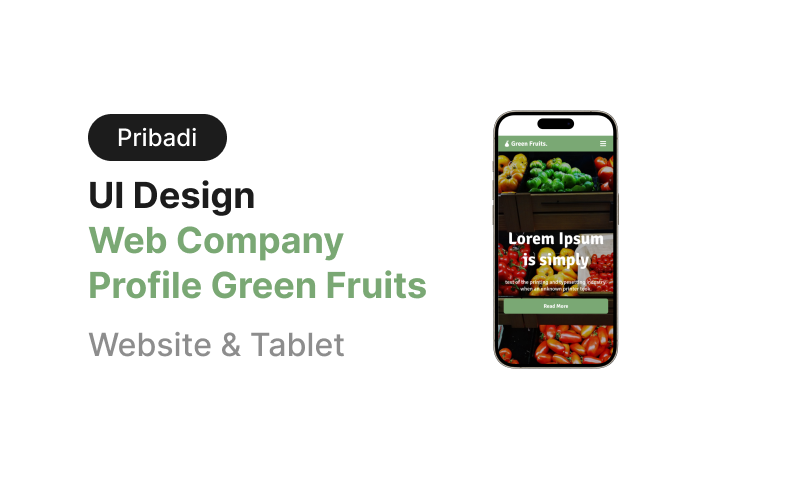 Pribadi
UI Design
Web Company
Profile Green Fruits
Website & Tablet
Green Fruits.
Lorem Ipsum
is simply
text of the printing and typesetting industry.
when an unknown printer took.
Read More